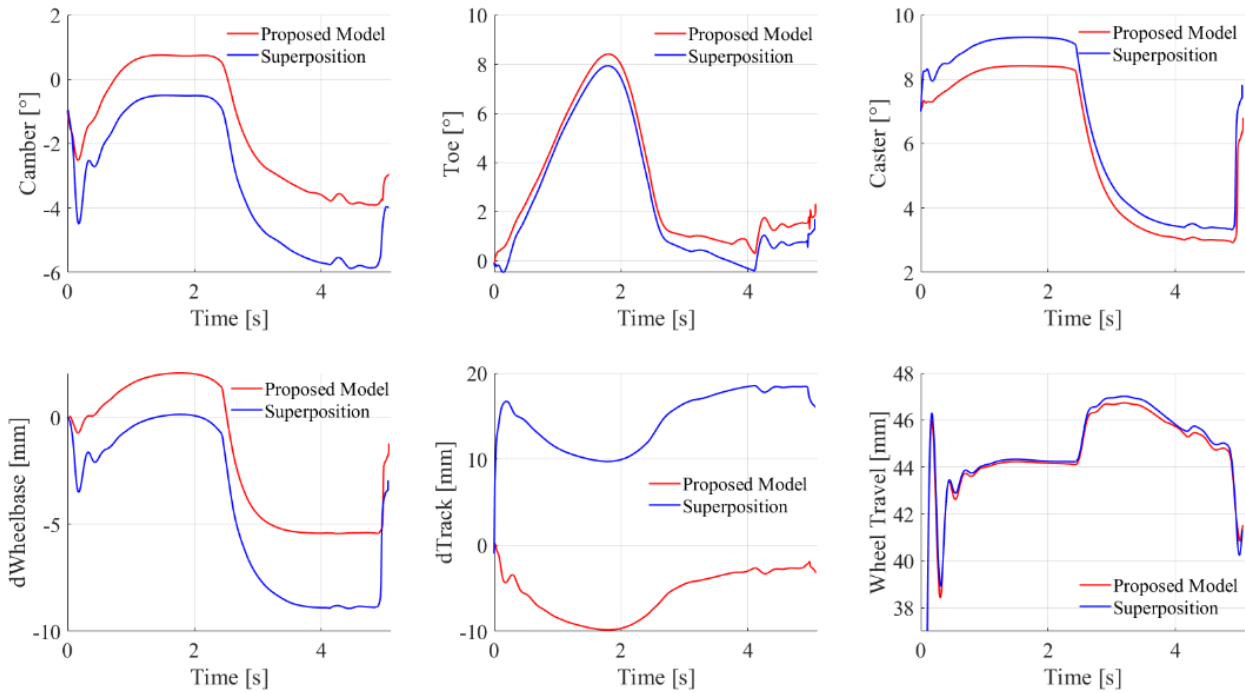 2
0
-2
-4
-6
Camber [°]
Proposed Model
Superposition
0
2
4
Time [s]
10
8
6
4
2
0
Toe [°]
Proposed Model
Superposition
0
2
4
Time [s]
10
8
6
4
2
Caster [°]
Proposed Model
Superposition
0
2
4
Time [s]
0
-5
-10
dWheelbase [mm]
Proposed Model
Superposition
0
2
4
Time [s]
20
10
0
-10
dTrack [mm]
Proposed Model
Superposition
0
2
4
Time [s]
48
46
44
42
40
38
Wheel Travel [mm]
Proposed Model
Superposition
0
2
4
Time [s]